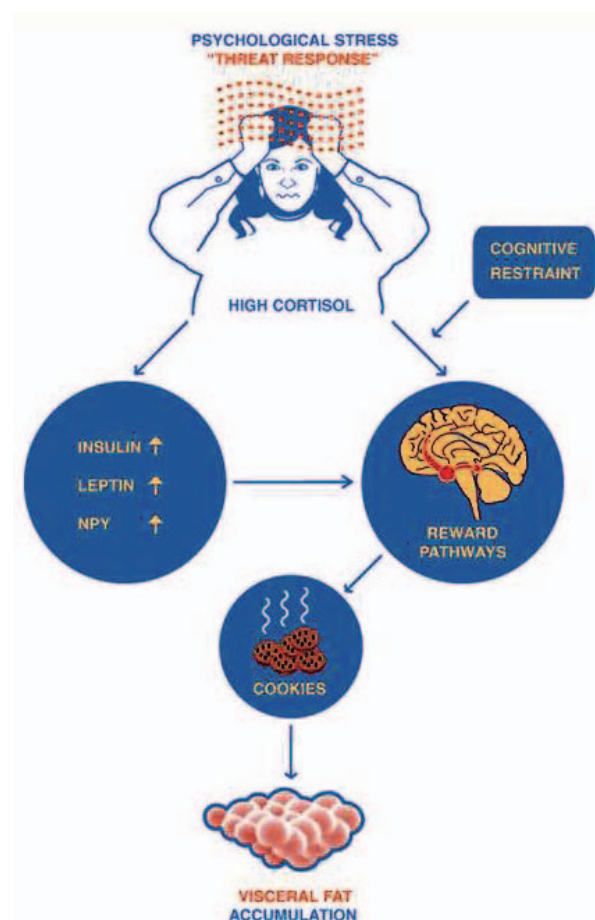 PSYCHOLOGICAL STRESS
"THREAT RESPONSE"
COGNITIVE
RESTRAINT
HIGH CORTISOL
INSULIN ↑
LEPTIN ↑
NPY ↑
REWARD
PATHWAYS
COOKIES
VISCERAL FAT
ACCUMULATION